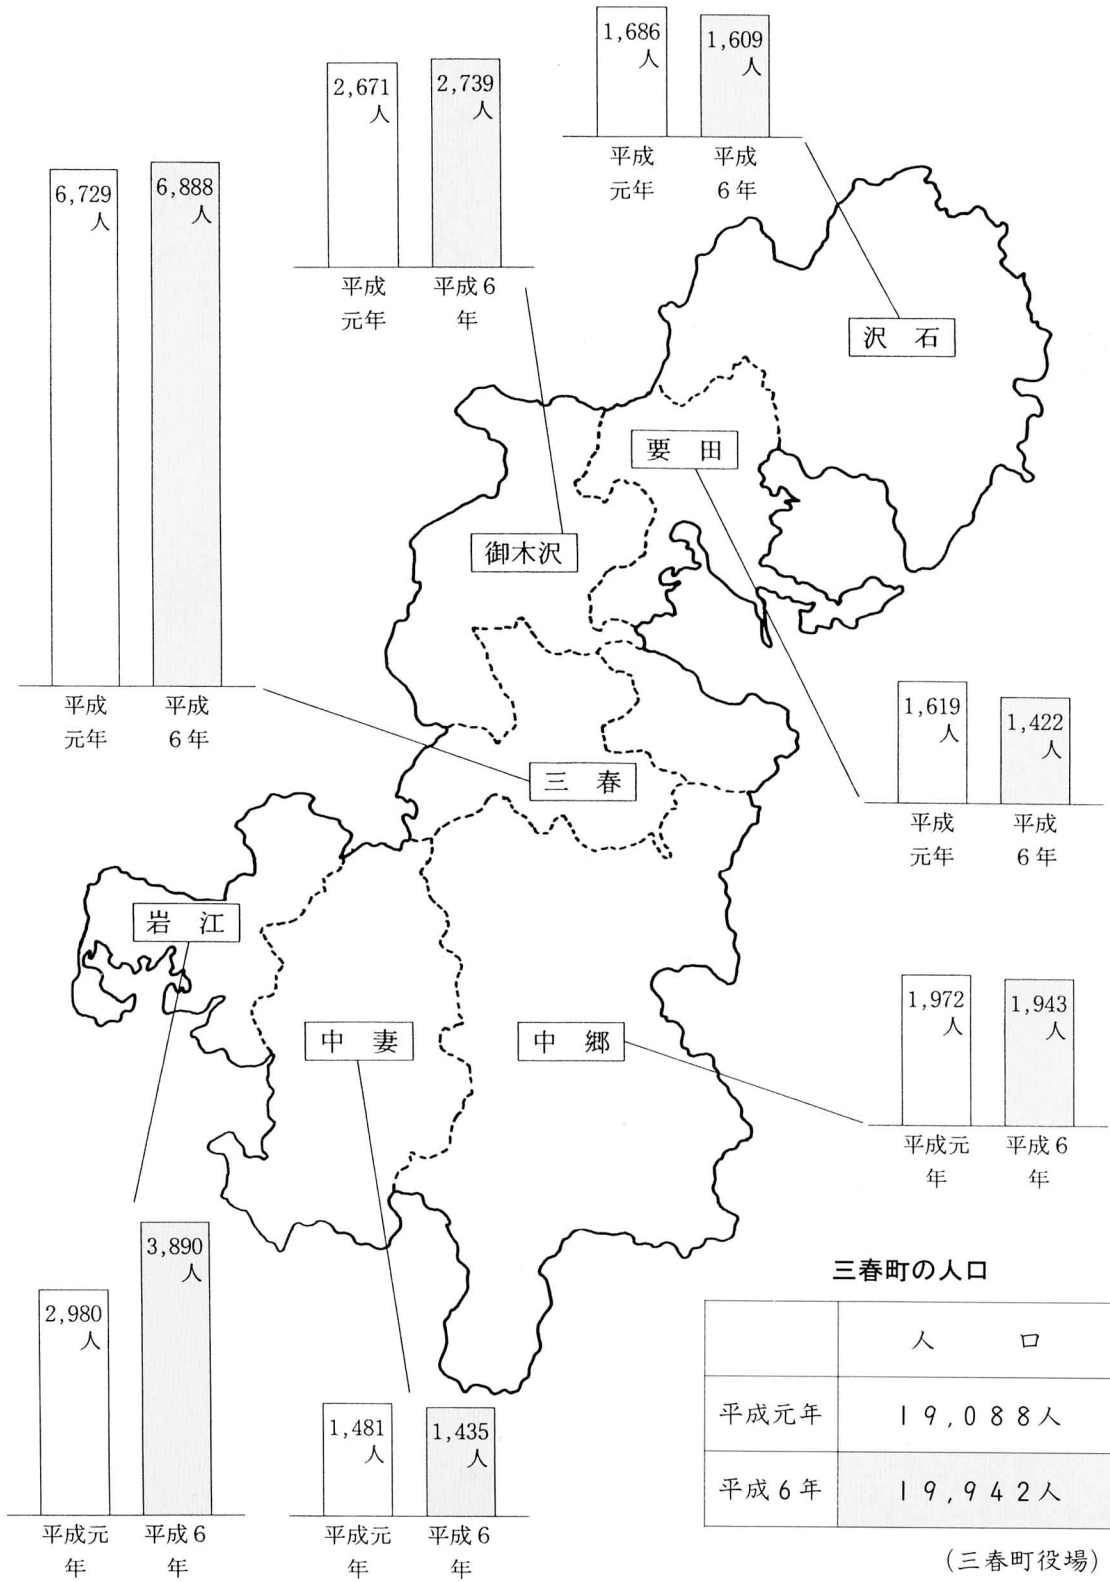 1,686
人
1,609
人
平成
元年
平成
6年
2,671
人
2,739
人
平成
元年
平成6
年
6,729
人
6,888
人
平成
元年
平成
6年
沢石
要田
御木沢
三春
岩江
中妻
中郷
1,619
人
1,422
人
平成
元年
平成
6年
1,972
人
1,943
人
平成元
年
平成6
年
2,980
人
3,890
人
平成元
年
平成6
年
1,481
人
1,435
人
平成元
年
平成6
年
三春町の人口
人口
平成元年 19,088人
平成6年 19,942人
(三春町役場)